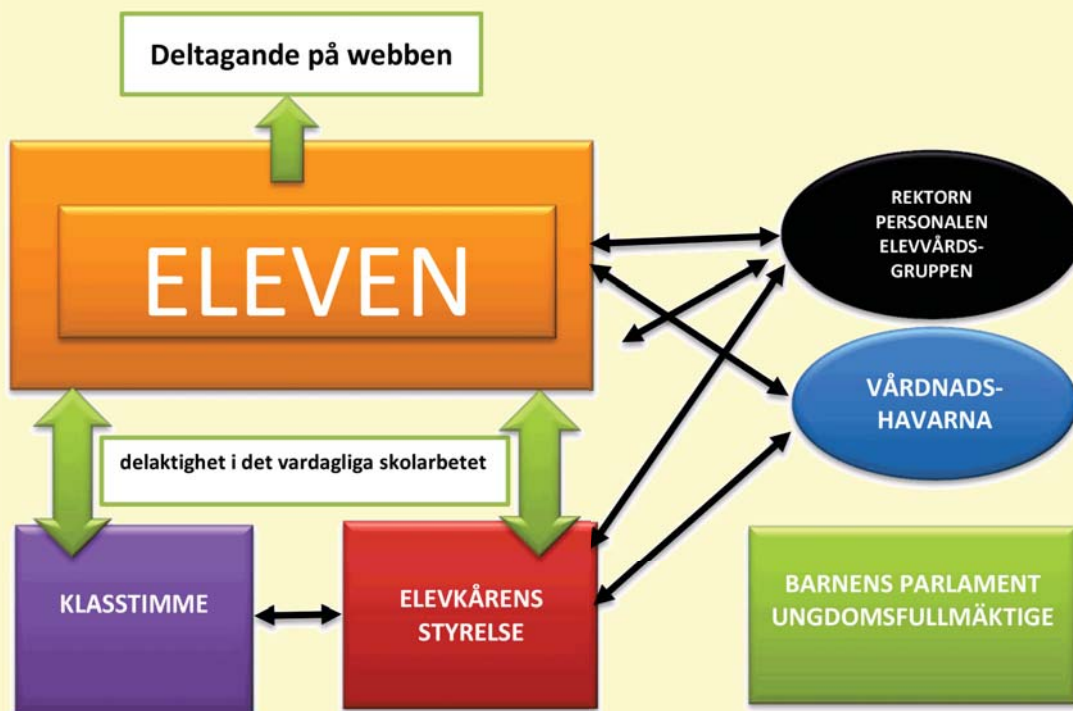 Deltagande på webben
ELEVEN
REKTORN
PERSONALEN
ELEVVÅRDS-
GRUPPEN
VÅRDNADS-
HAVARNA
delaktighet i det vardagliga skolarbetet
KLASSTIMME
ELEVKÅRENS
STYRELSE
BARNENS PARLAMENT
UNGDOMSFULLMÄKTIGE